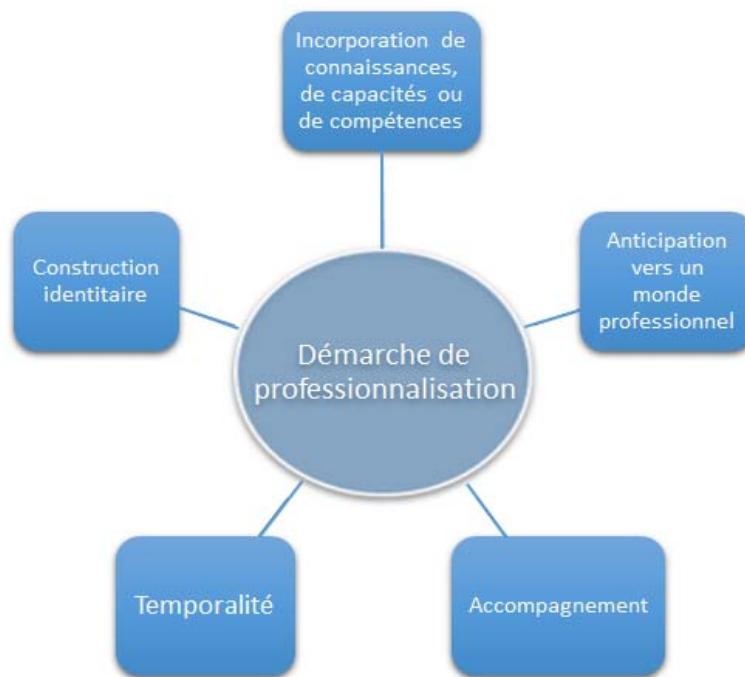 Incorporation de
connaissances,
de capacités ou
de compétences
Construction
identitaire
Anticipation
vers un
monde
professionnel
Démarche de
professionnalisation
Temporalité
Accompagnement